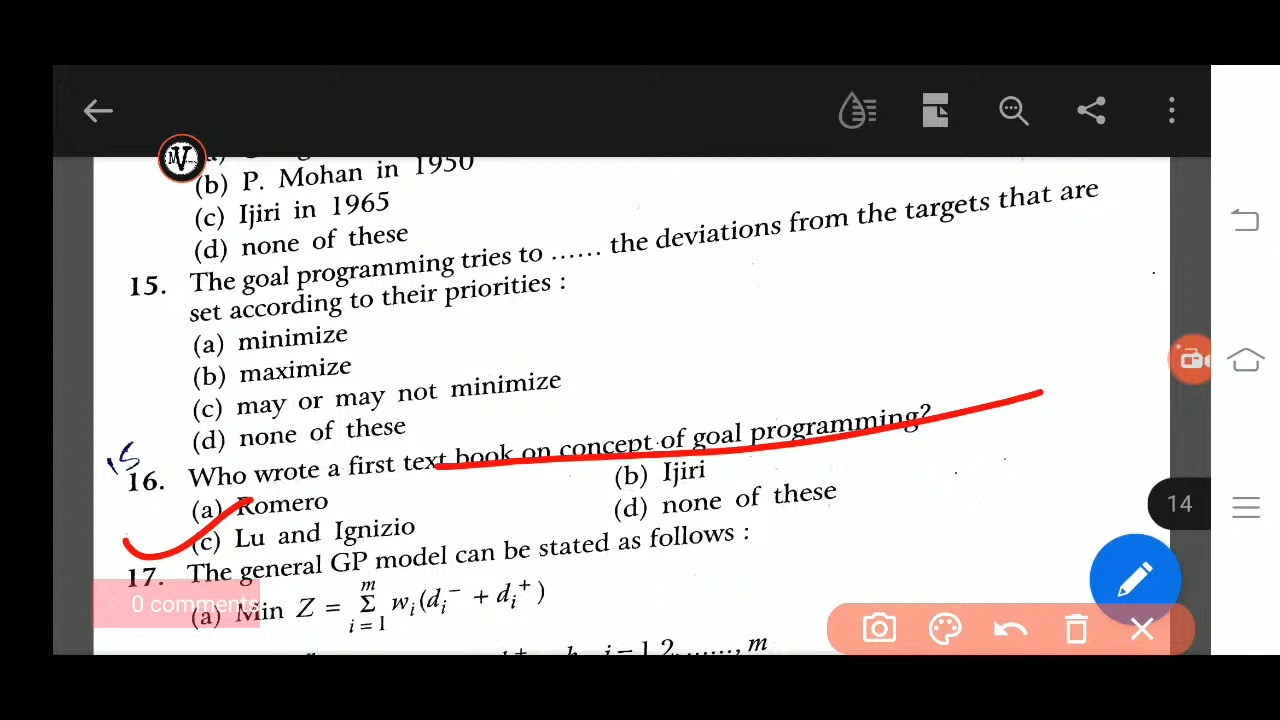 (b) P. Mohan in 1950
(c) Ijiri in 1965
(d) none of these
15. The goal programming tries to ...... the deviations from the targets that are
set according to their priorities :
(a) minimize
(b) maximize
(c) may or may not minimize
(d) none of these
15
16. Who wrote a first text book on concept of goal programming?
(a) Romero (b) Ijiri
(c) Lu and Ignizio (d) none of these
17. The general GP model can be stated as follows :
(a) Min Z = Σ w_i(d_i⁻ + d_i⁺)
m
i = 1
i = 1, 2, ......, m
14
0 comments